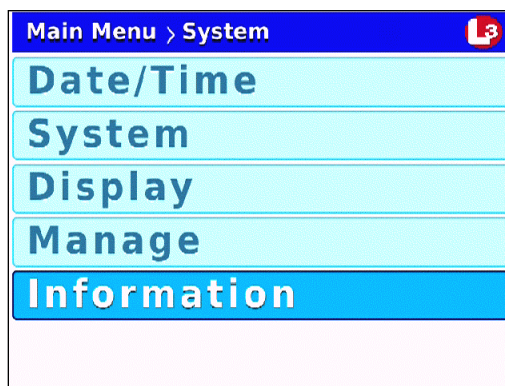 Main Menu > System
L3
Date/Time
System
Display
Manage
Information